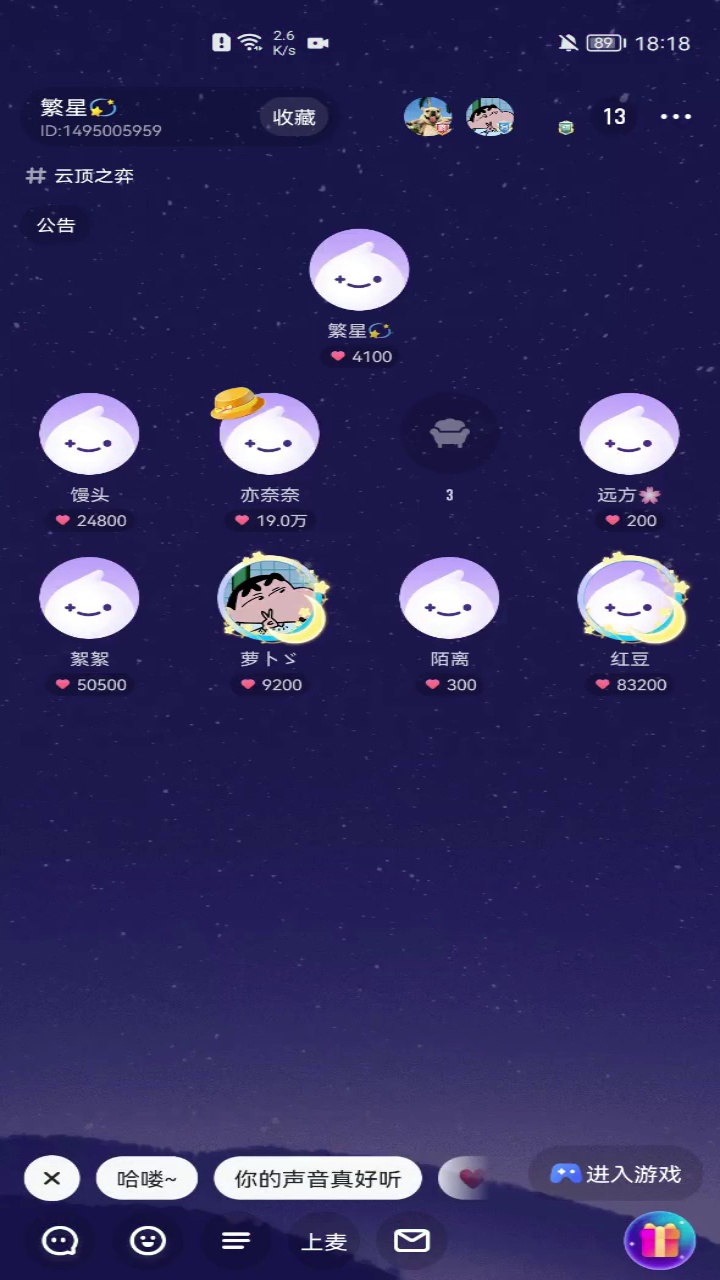 2.6
K/s
89
18:18
繁星
ID:1495005959
收藏
13
# 云顶之弈
公告
繁星
4100
馒头
亦奈奈
3
远方
24800
19.0万
200
絮絮
萝卜ゞ
陌离
红豆
50500
9200
300
83200
哈喽~
你的声音真好听
进入游戏
上麦